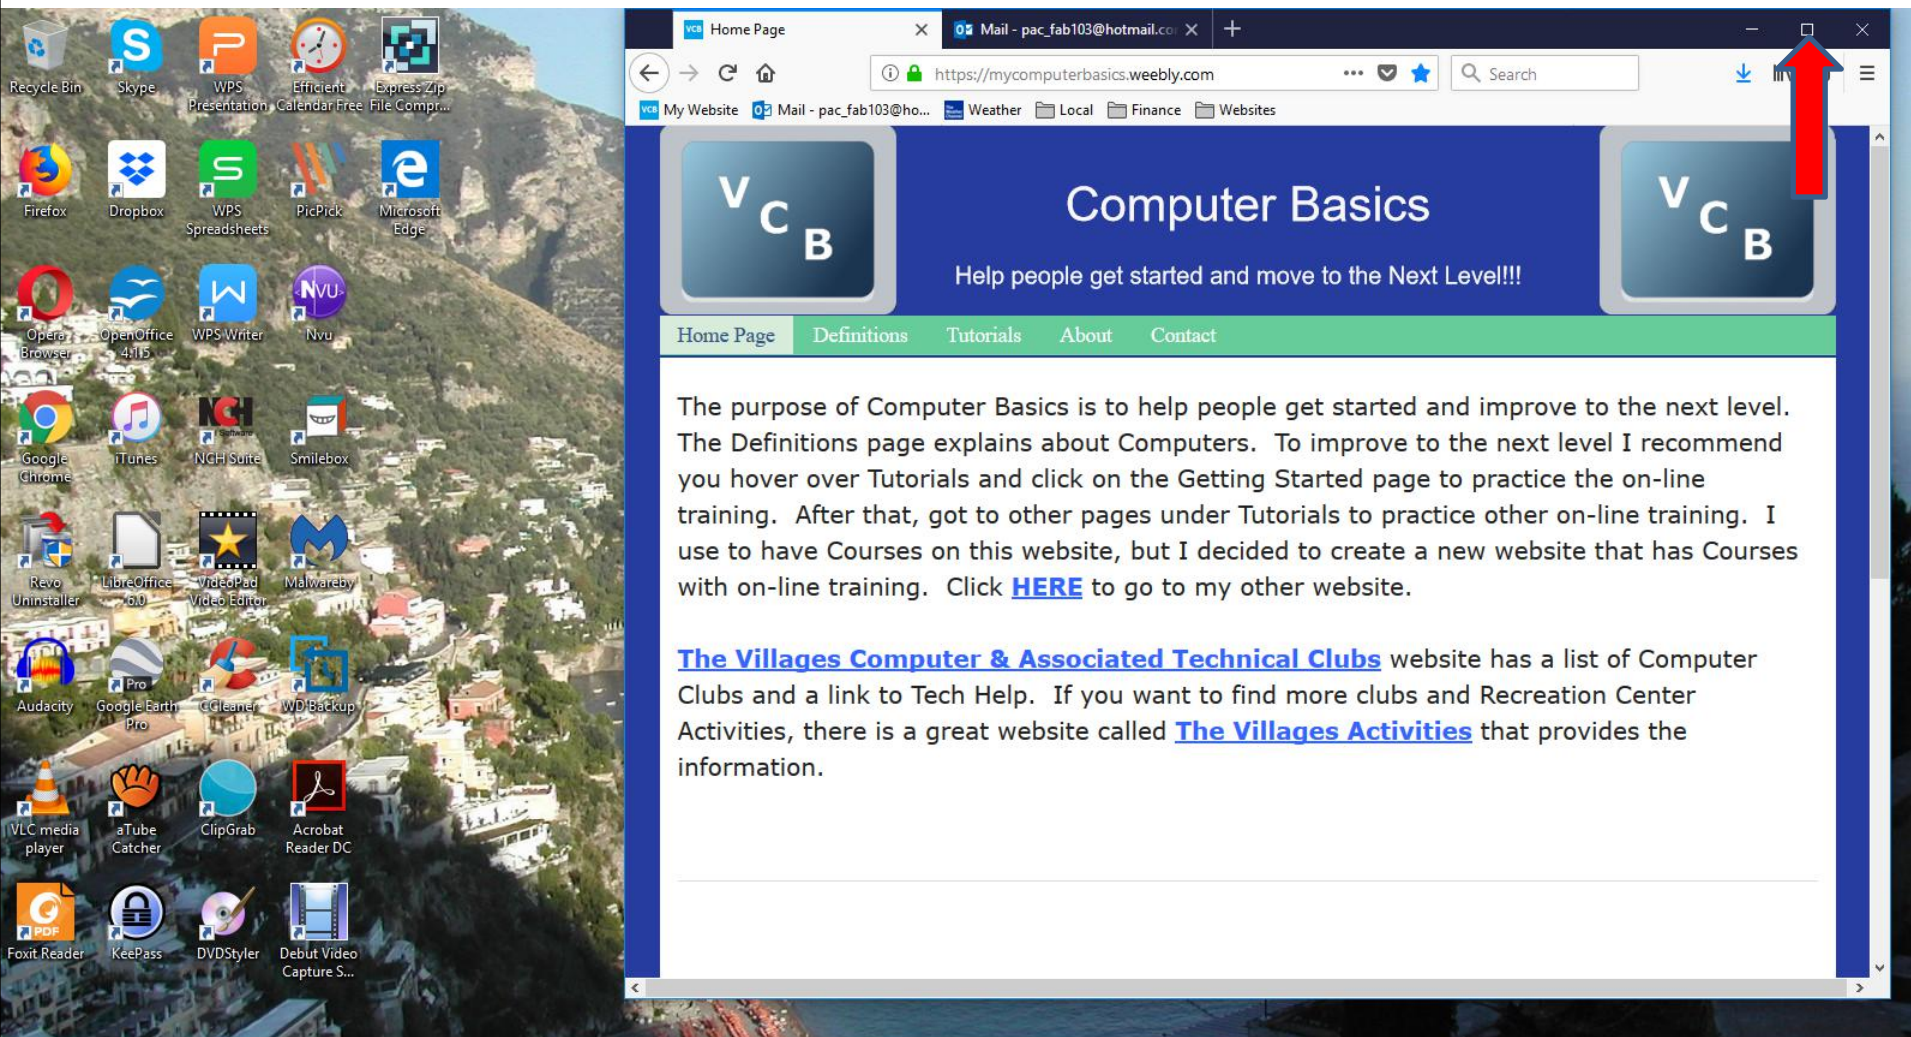 Recycle Bin
Skype
WPS
Presentation
Efficient
Calendar Free
Express Zip
File Compr...
Firefox
Dropbox
WPS
Spreadsheets
PicPick
Microsoft
Edge
Opera
Browser
OpenOffice
4.1.5
WPS Writer
NVU
Nvu
Google
Chrome
iTunes
NCH
Software
NCH Suite
Smilebox
Revo
Uninstaller
LibreOffice
6.0
VideoPad
Video Editor
Malwareby
Audacity
Pro
Google Earth
Pro
CCleaner
WD Backup
VLC media
player
aTube
Catcher
ClipGrab
Acrobat
Reader DC
PDF
Foxit Reader
KeePass
DVDStyler
Debut Video
Capture S...
VCB Home Page
Mail - pac_fab103@hotmail.co
https://mycomputerbasics.weebly.com
Search
VCB My Website Mail - pac_fab103@ho... Weather Local Finance Websites
V C B
Computer Basics
Help people get started and move to the Next Level!!!
V C B
Home Page Definitions Tutorials About Contact
The purpose of Computer Basics is to help people get started and improve to the next level.
The Definitions page explains about Computers. To improve to the next level I recommend
you hover over Tutorials and click on the Getting Started page to practice the on-line
training. After that, got to other pages under Tutorials to practice other on-line training. I
use to have Courses on this website, but I decided to create a new website that has Courses
with on-line training. Click HERE to go to my other website.
The Villages Computer & Associated Technical Clubs website has a list of Computer
Clubs and a link to Tech Help. If you want to find more clubs and Recreation Center
Activities, there is a great website called The Villages Activities that provides the
information.